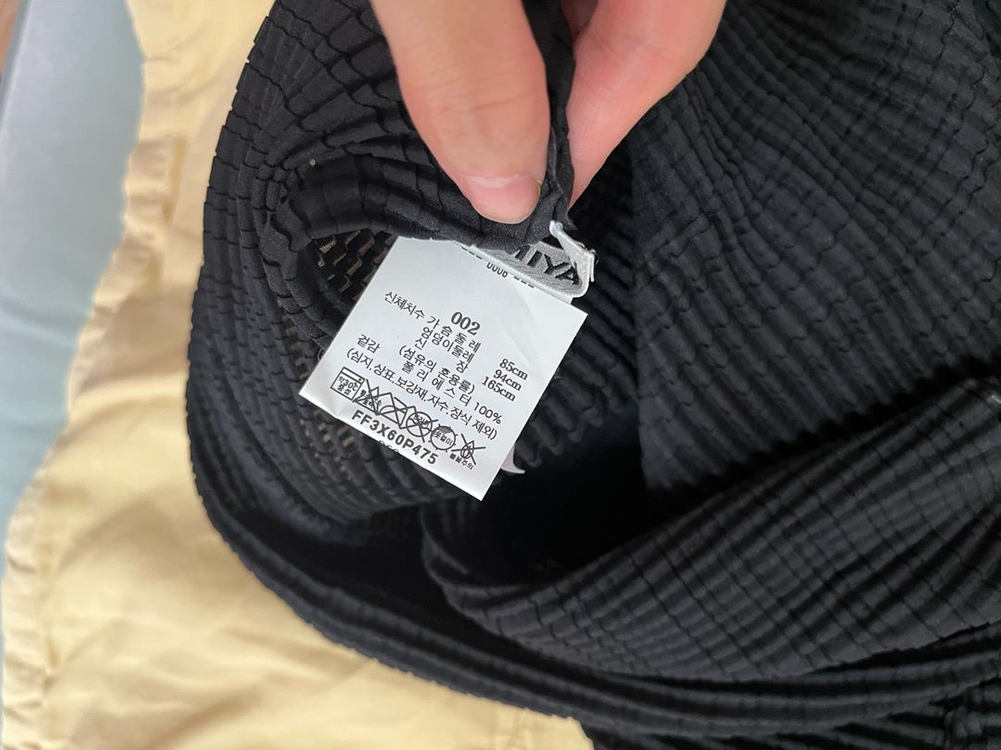 002
신체치수 가 슴 둘 레 85cm
엉덩이둘레 94cm
신 장 165cm
겉감 (섬유의 혼용률)
폴 리 에 스 터 100%
(심지,상표,보강재,자수,장식 제외)
FF3X60P475